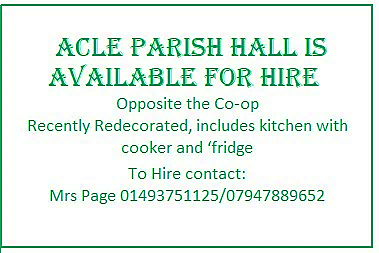 ACLE PARISH HALL IS
AVAILABLE FOR HIRE
Opposite the Co-op
Recently Redecorated, includes kitchen with
cooker and ‘fridge
To Hire contact:
Mrs Page 01493751125/07947889652